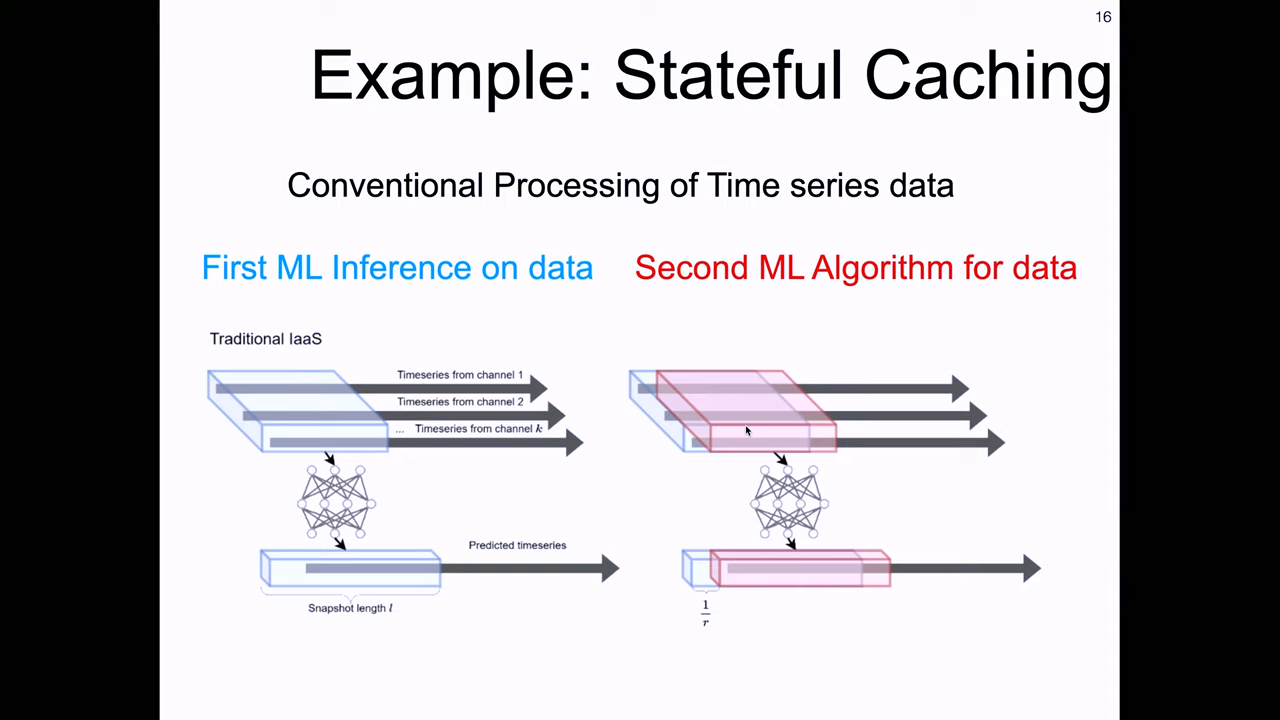 16
Example: Stateful Caching
Conventional Processing of Time series data
First ML Inference on data
Second ML Algorithm for data
Traditional IaaS
Timeseries from channel 1
Timeseries from channel 2
... Timeseries from channel k
Predicted timeseries
Snapshot length l
1
r